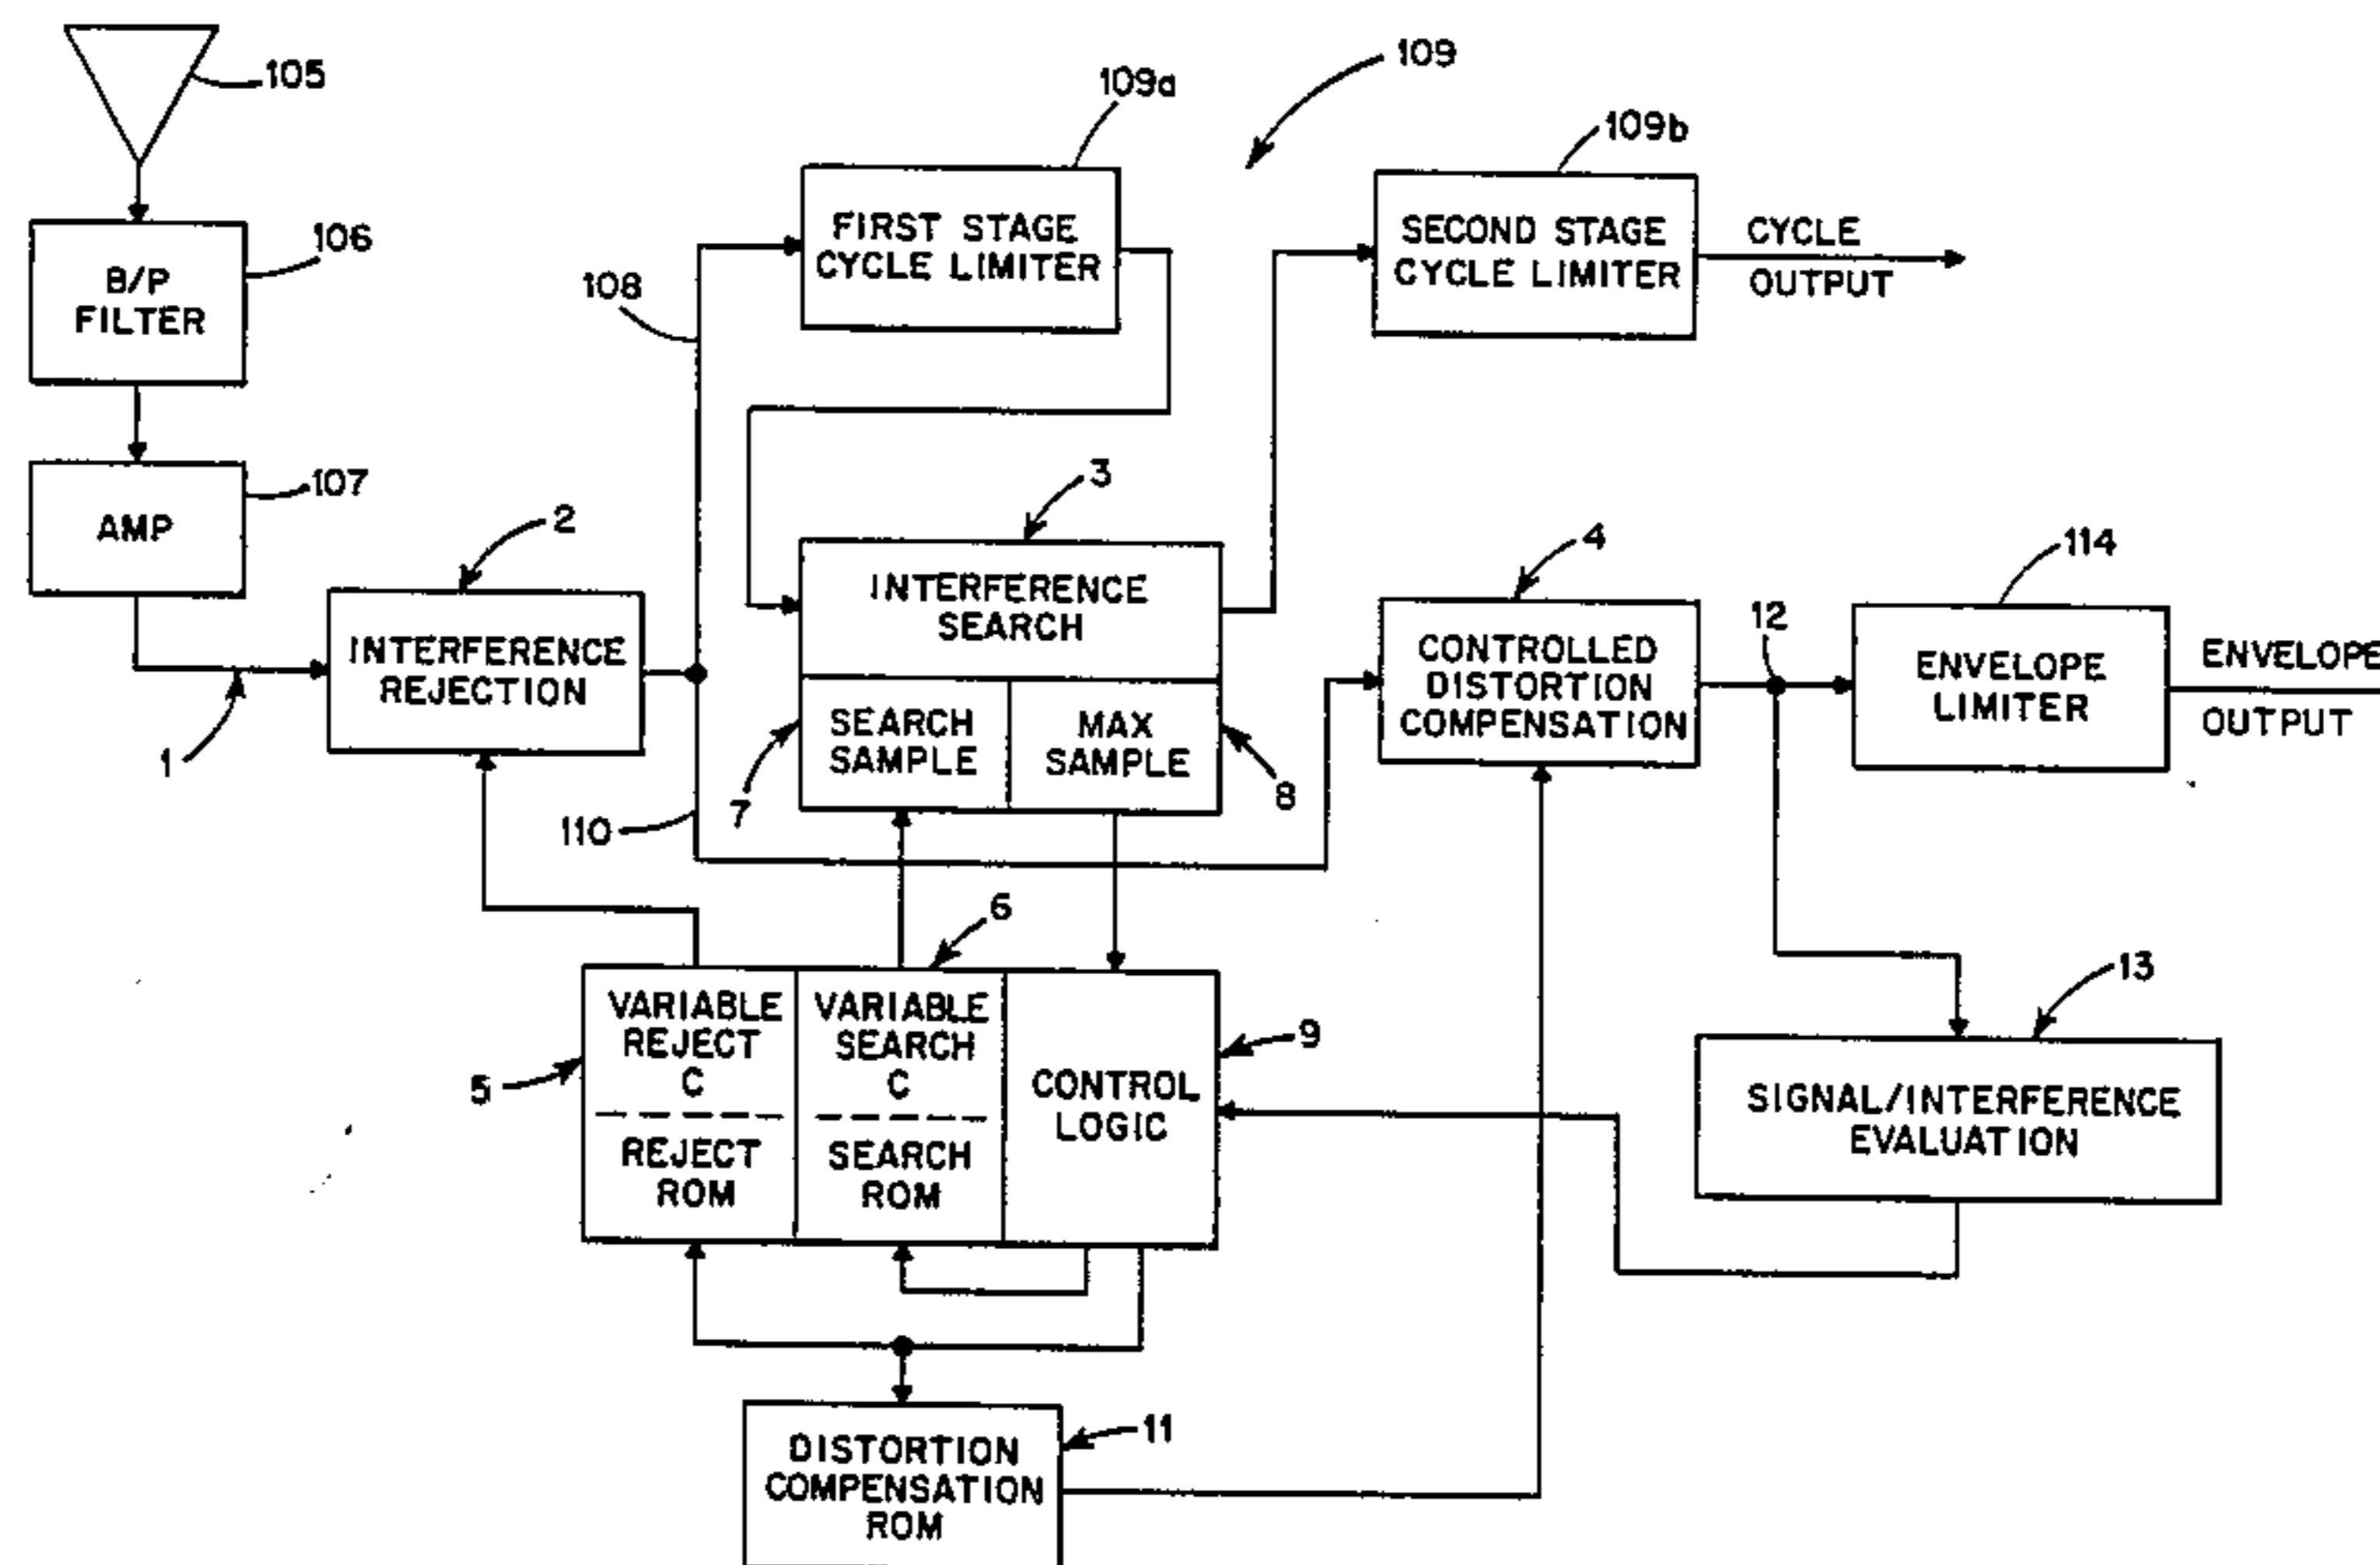 105
109
109a
109b
B/P
FILTER
106
FIRST STAGE
CYCLE LIMITER
SECOND STAGE
CYCLE LIMITER
CYCLE
OUTPUT
108
AMP
107
2
3
4
114
INTERFERENCE
REJECTION
1
INTERFERENCE
SEARCH
SEARCH
SAMPLE
MAX
SAMPLE
7
8
110
CONTROLLED
DISTORTION
COMPENSATION
12
ENVELOPE
LIMITER
ENVELOPE
OUTPUT
6
5
VARIABLE
REJECT
C
REJECT
ROM
VARIABLE
SEARCH
C
SEARCH
ROM
CONTROL
LOGIC
9
13
SIGNAL/INTERFERENCE
EVALUATION
DISTORTION
COMPENSATION
ROM
11